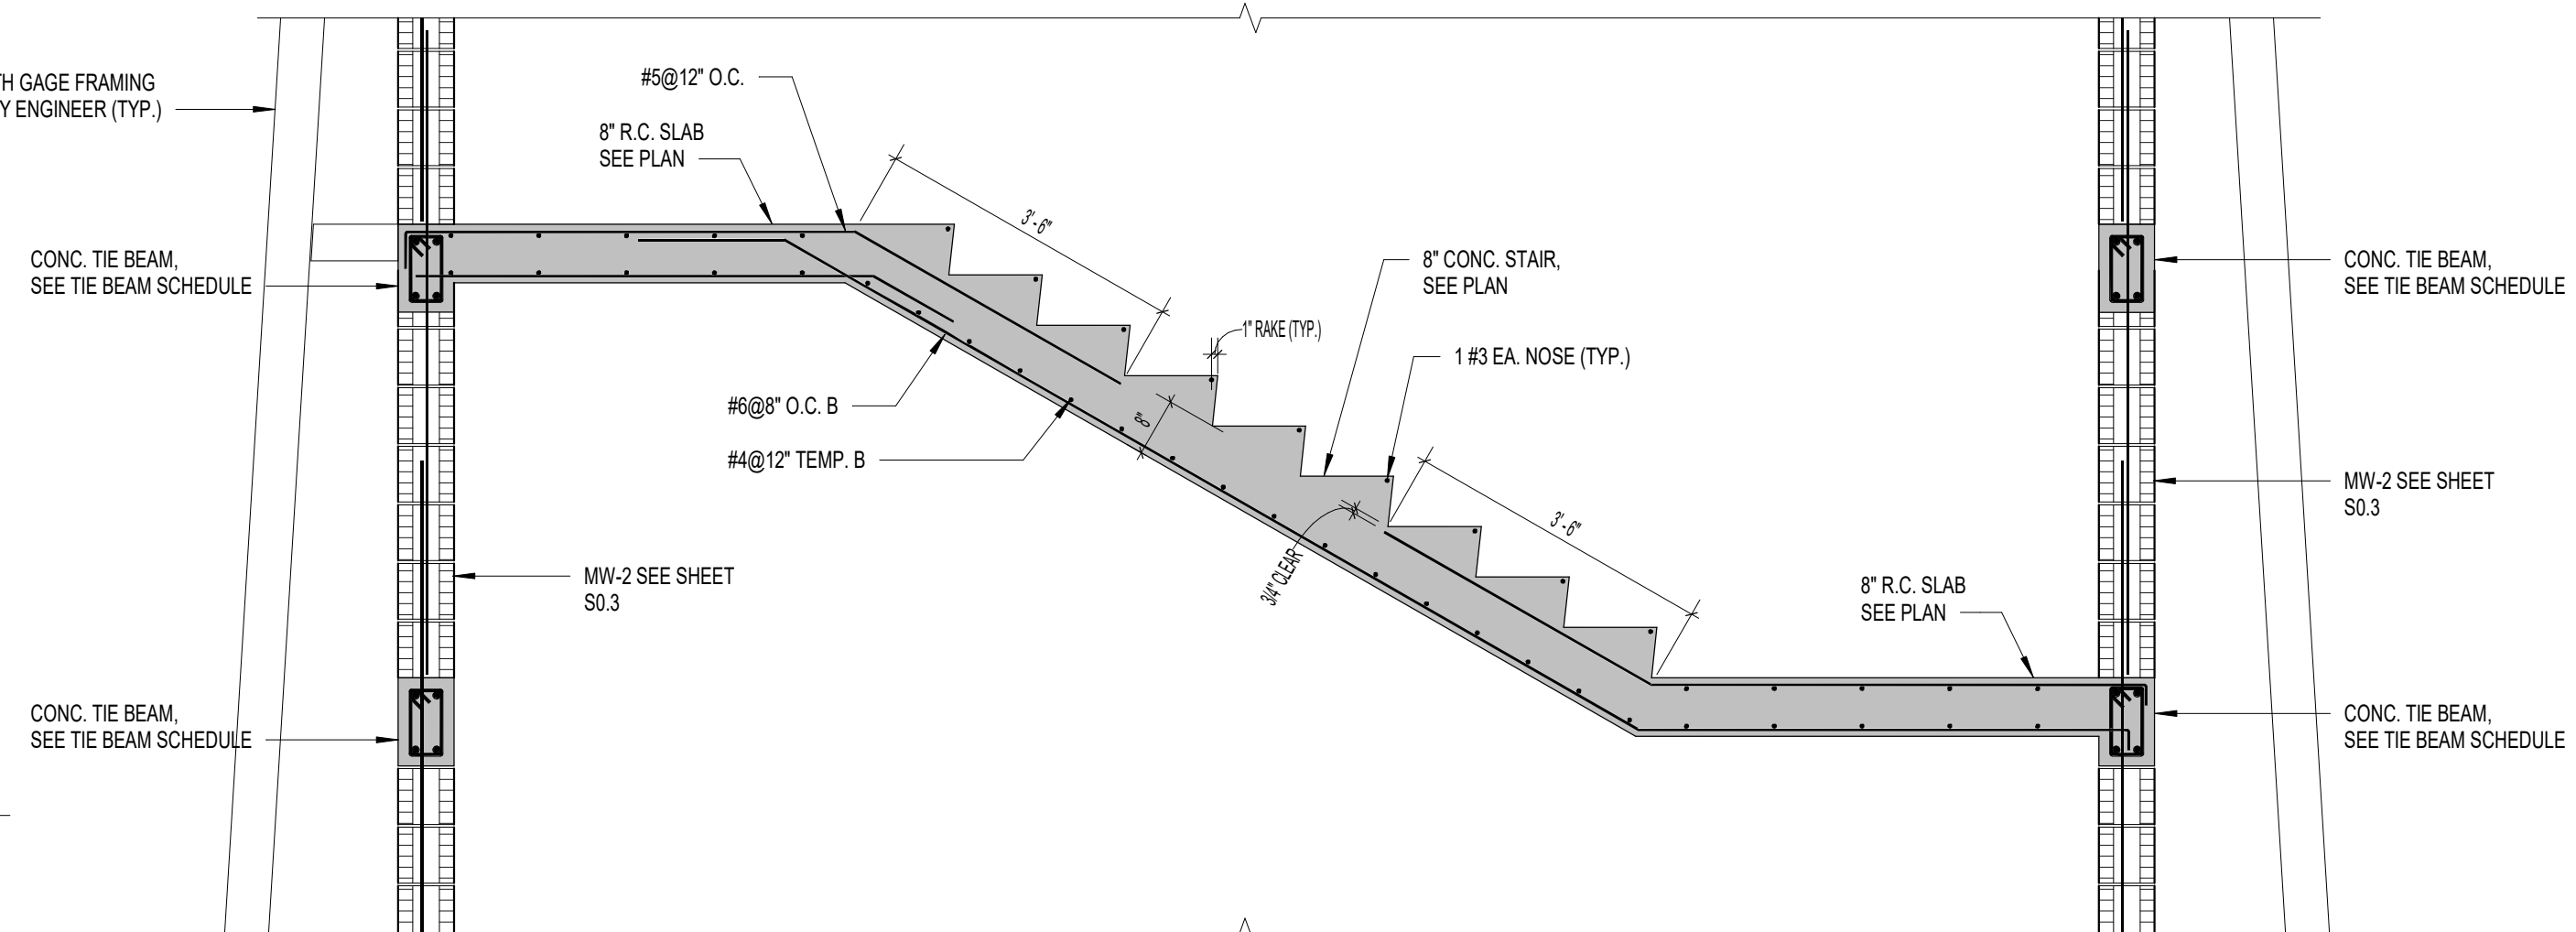 TH GAGE FRAMING
Y ENGINEER (TYP.)
#5@12" O.C.
8" R.C. SLAB
SEE PLAN
3'-6"
CONC. TIE BEAM,
SEE TIE BEAM SCHEDULE
8" CONC. STAIR,
SEE PLAN
CONC. TIE BEAM,
SEE TIE BEAM SCHEDULE
1" RAKE (TYP.)
1 #3 EA. NOSE (TYP.)
#6@8" O.C. B
8"
#4@12" TEMP. B
MW-2 SEE SHEET
S0.3
3'-6"
3/4" CLEAR
MW-2 SEE SHEET
S0.3
8" R.C. SLAB
SEE PLAN
CONC. TIE BEAM,
SEE TIE BEAM SCHEDULE
CONC. TIE BEAM,
SEE TIE BEAM SCHEDULE